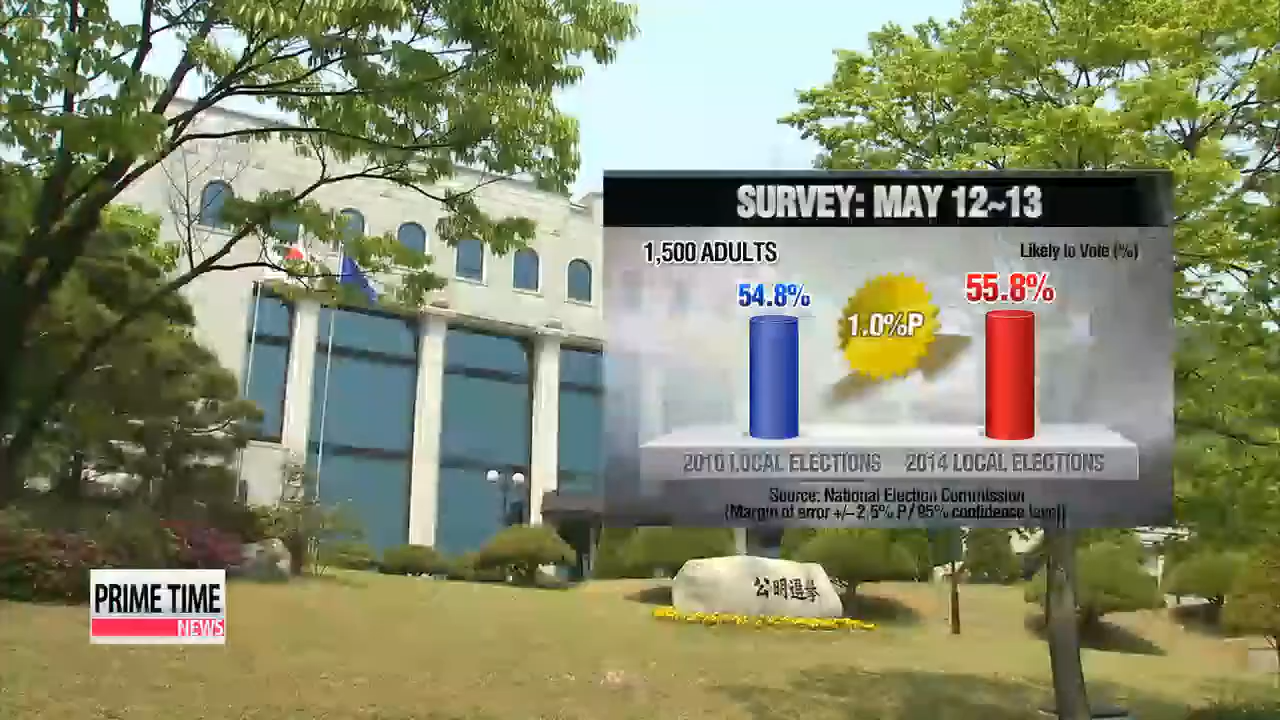 SURVEY: MAY 12~13
1,500 ADULTS
Likely to Vote (%)
54.8%
1.0%P
55.8%
2010 LOCAL ELECTIONS
2014 LOCAL ELECTIONS
Source: National Election Commission
(Margin of error +/- 2.5% P / 95% confidence level)
公明選挙
PRIME TIME
NEWS